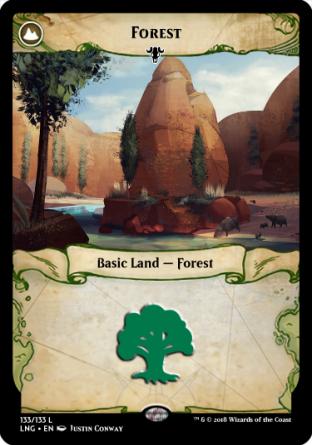 FOREST
Basic Land — Forest
133/133 L
LNG • EN JUSTIN CONWAY
™ & © 2018 Wizards of the Coast